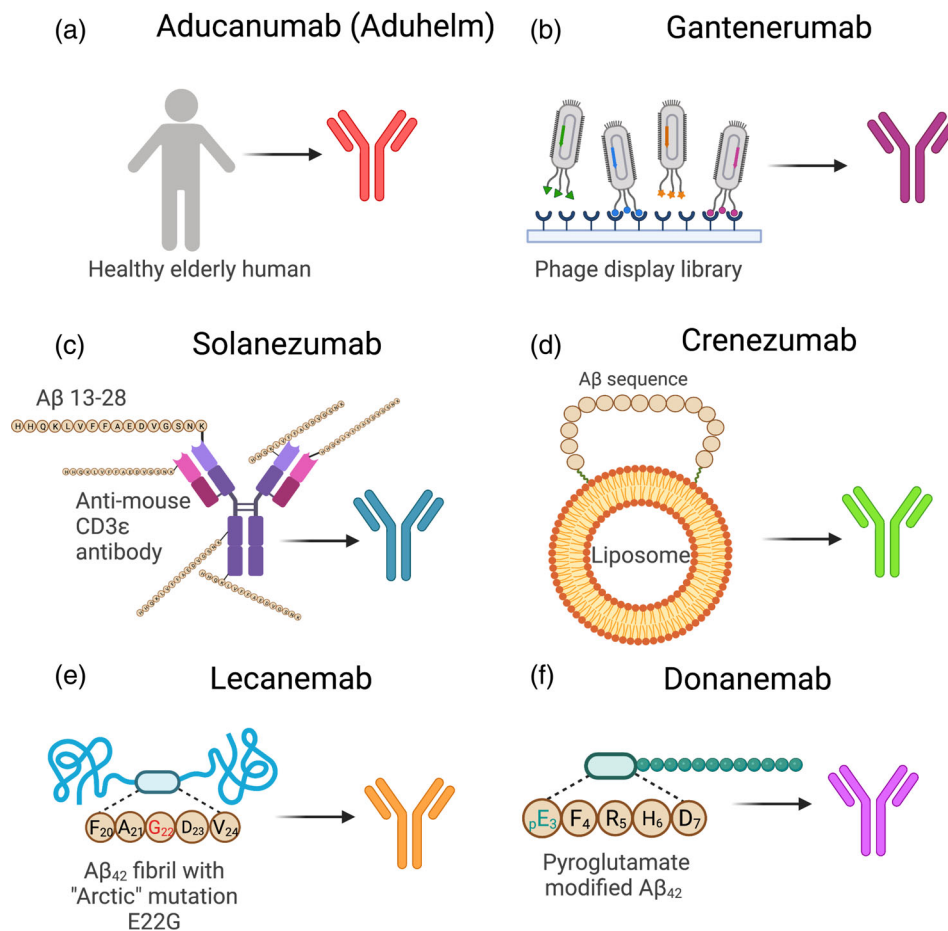 (a) Aducanumab (Aduhelm)
Healthy elderly human
(b) Gantenerumab
Phage display library
(c) Solanezumab
Aβ 13-28
H H Q K L V F F A E D V G S N K
Anti-mouse
CD3ε
antibody
(d) Crenezumab
Aβ sequence
Liposome
(e) Lecanemab
F₂₀ A₂₁ G₂₂ D₂₃ V₂₄
Aβ₄₂ fibril with
"Arctic" mutation
E22G
(f) Donanemab
pE₃ F₄ R₅ H₆ D₇
Pyroglutamate
modified Aβ₄₂